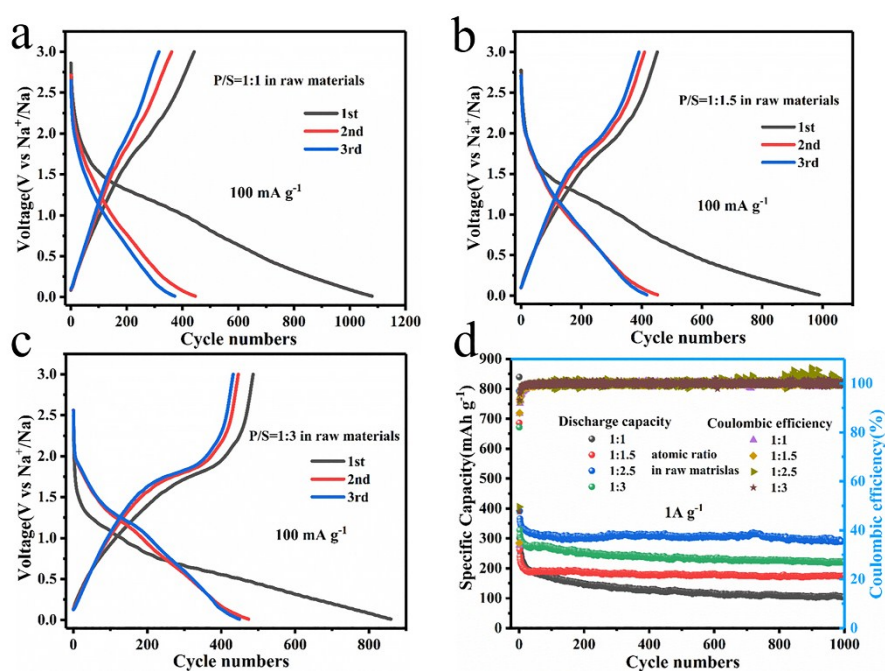 a
3.0
2.5
2.0
1.5
1.0
0.5
0.0
Voltage(V vs Na⁺/Na)
P/S=1:1 in raw materials
1st
2nd
3rd
100 mA g⁻¹
0 200 400 600 800 1000 1200
Cycle numbers
b
3.0
2.5
2.0
1.5
1.0
0.5
0.0
Voltage(V vs Na⁺/Na)
P/S=1:1.5 in raw materials
1st
2nd
3rd
100 mA g⁻¹
0 200 400 600 800 1000
Cycle numbers
c
3.0
2.5
2.0
1.5
1.0
0.5
0.0
Voltage(V vs Na⁺/Na)
P/S=1:3 in raw materials
1st
2nd
3rd
100 mA g⁻¹
0 200 400 600 800 1000
Cycle numbers
d
900
800
700
600
500
400
300
200
100
0
Specific Capacity(mAh g⁻¹)
Discharge capacity Coulombic efficiency
1:1 1:1
1:1.5 atomic ratio 1:1.5
1:2.5 in raw matrislas 1:2.5
1:3 1:3
1A g⁻¹
100
80
60
40
20
0
Coulombic efficiency(%)
0 200 400 600 800 1000
Cycle numbers